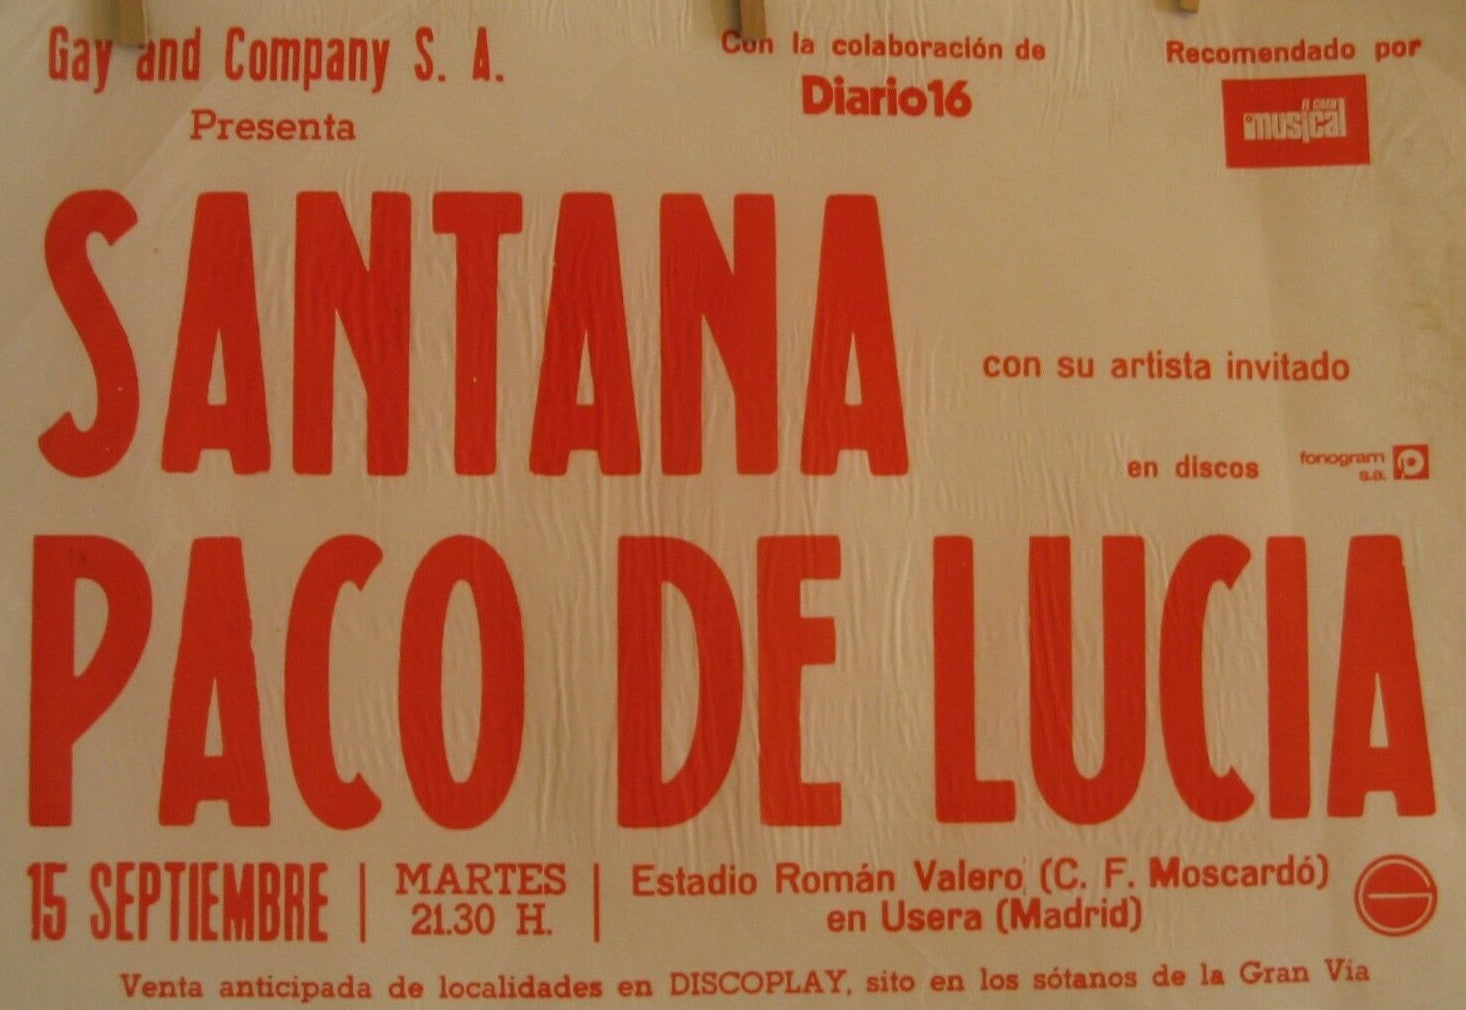 Gay and Company S. A.
Presenta
Con la colaboración de
Diario16
Recomendado por
EL GRAN
musical
SANTANA
con su artista invitado
en discos
fonogram
s.a.
PACO DE LUCIA
15 SEPTIEMBRE
MARTES
21.30 H.
Estadio Román Valero (C. F. Moscardó)
en Usera (Madrid)
Venta anticipada de localidades en DISCOPLAY, sito en los sótanos de la Gran Vía